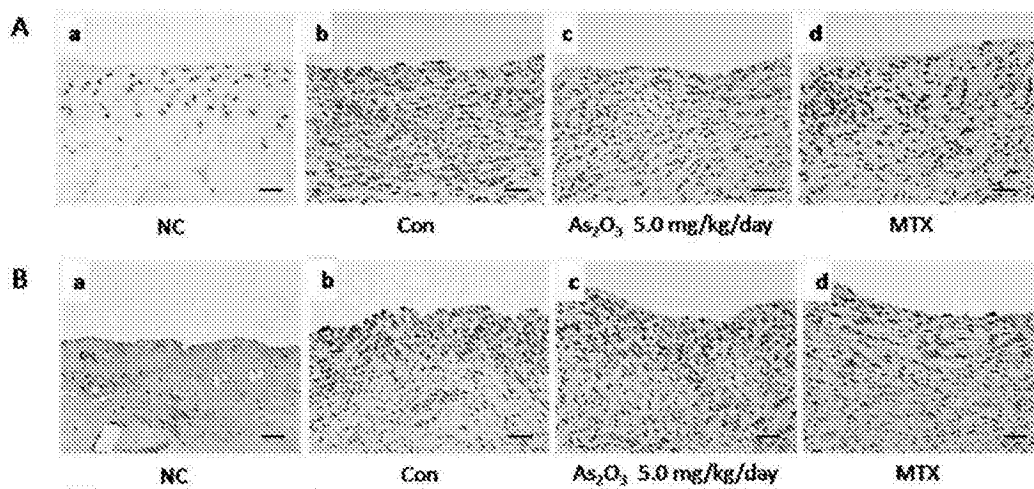 A
a b c d
NC Con As₂O₃ 5.0 mg/kg/day MTX
B
a b c d
NC Con As₂O₃ 5.0 mg/kg/day MTX